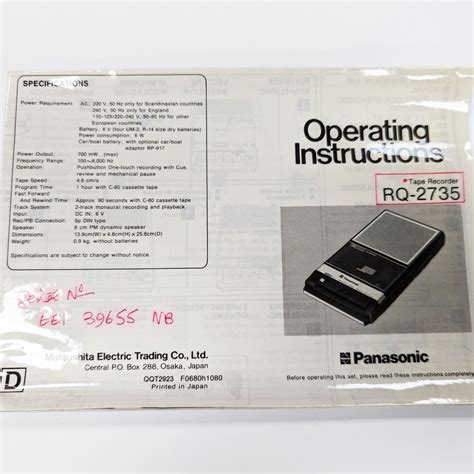 SPECIFICATIONS
Power Requirement: AC, 220 V, 50 Hz only for Scandinavian countries
240 V, 50 Hz only for England
110-125/220-240 V, 50-60 Hz for other
European countries
Battery; 6 V (four UM-2, R-14 size dry batteries)
Power consumption; 6 W
Car/boat battery; with optional car/boat
adaptor RP-917
Power Output: 700 mW (max)
Frequency Range: 100~8,000 Hz
Operation: Pushbutton One-touch recording with Cue,
review and mechanical pause
Tape Speed: 4.8 cm/s
Program Time 1 hour with C-60 cassette tape
Fast Forward
And Rewind Time: Approx. 90 seconds with C-60 cassette tape
Track System: 2-track monaural recording and playback
Input: DC IN; 6 V
Rec/PB Connection: 5p DIN type
Speaker: 8 cm PM dynamic speaker
Dimensions: 13.9cm(W) x 4.8cm(H) x 25.8cm(D)
Weight: 0.9 kg, without batteries
Specifications are subject to change without notice.
Serial No
EE1 39655 NB
Matsushita Electric Trading Co., Ltd.
Central P.O. Box 288, Osaka, Japan
QQT2923 F0680h1080
Printed in Japan
D
Operating
Instructions
Tape Recorder
RQ-2735
Panasonic
Before operating this set, please read these instructions completely